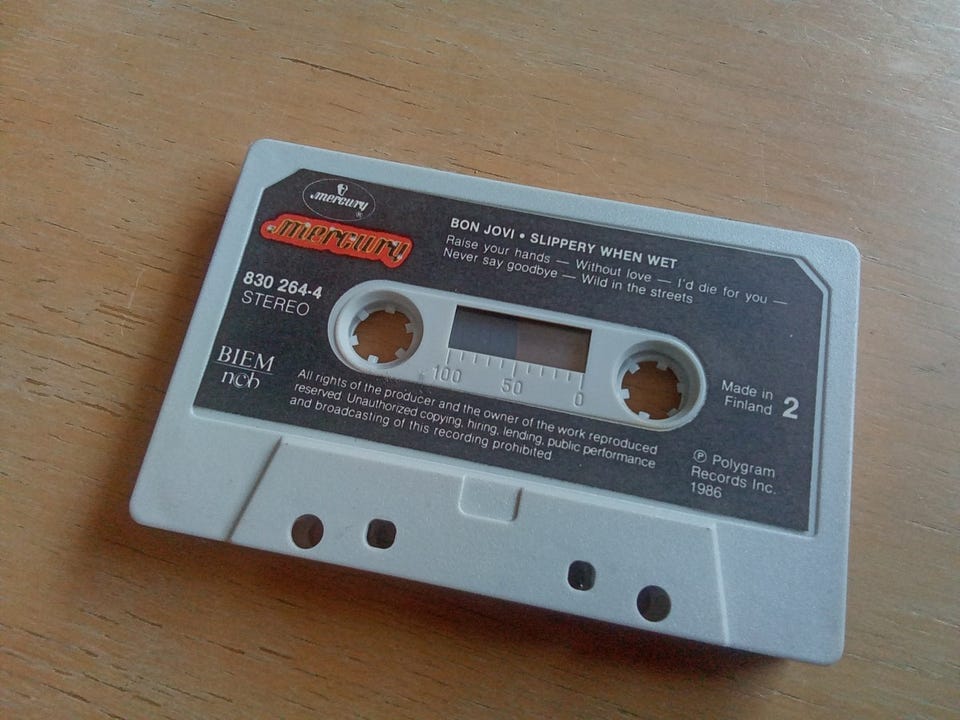 mercury
®
mercury
BON JOVI • SLIPPERY WHEN WET
Raise your hands — Without love — I'd die for you —
Never say goodbye — Wild in the streets
830 264-4
STEREO
BIEM
ncb
100 50 0
Made in
Finland
2
All rights of the producer and the owner of the work reproduced
reserved. Unauthorized copying, hiring, lending, public performance
and broadcasting of this recording prohibited
℗ Polygram
Records Inc.
1986